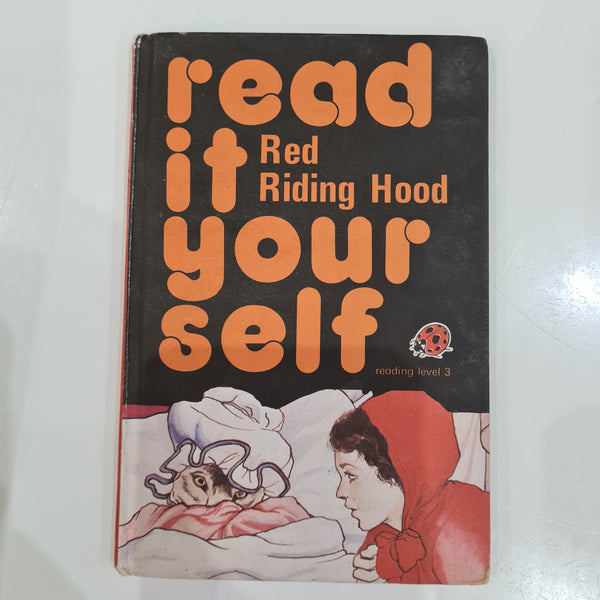 read
it
Red
Riding Hood
your
self
reading level 3